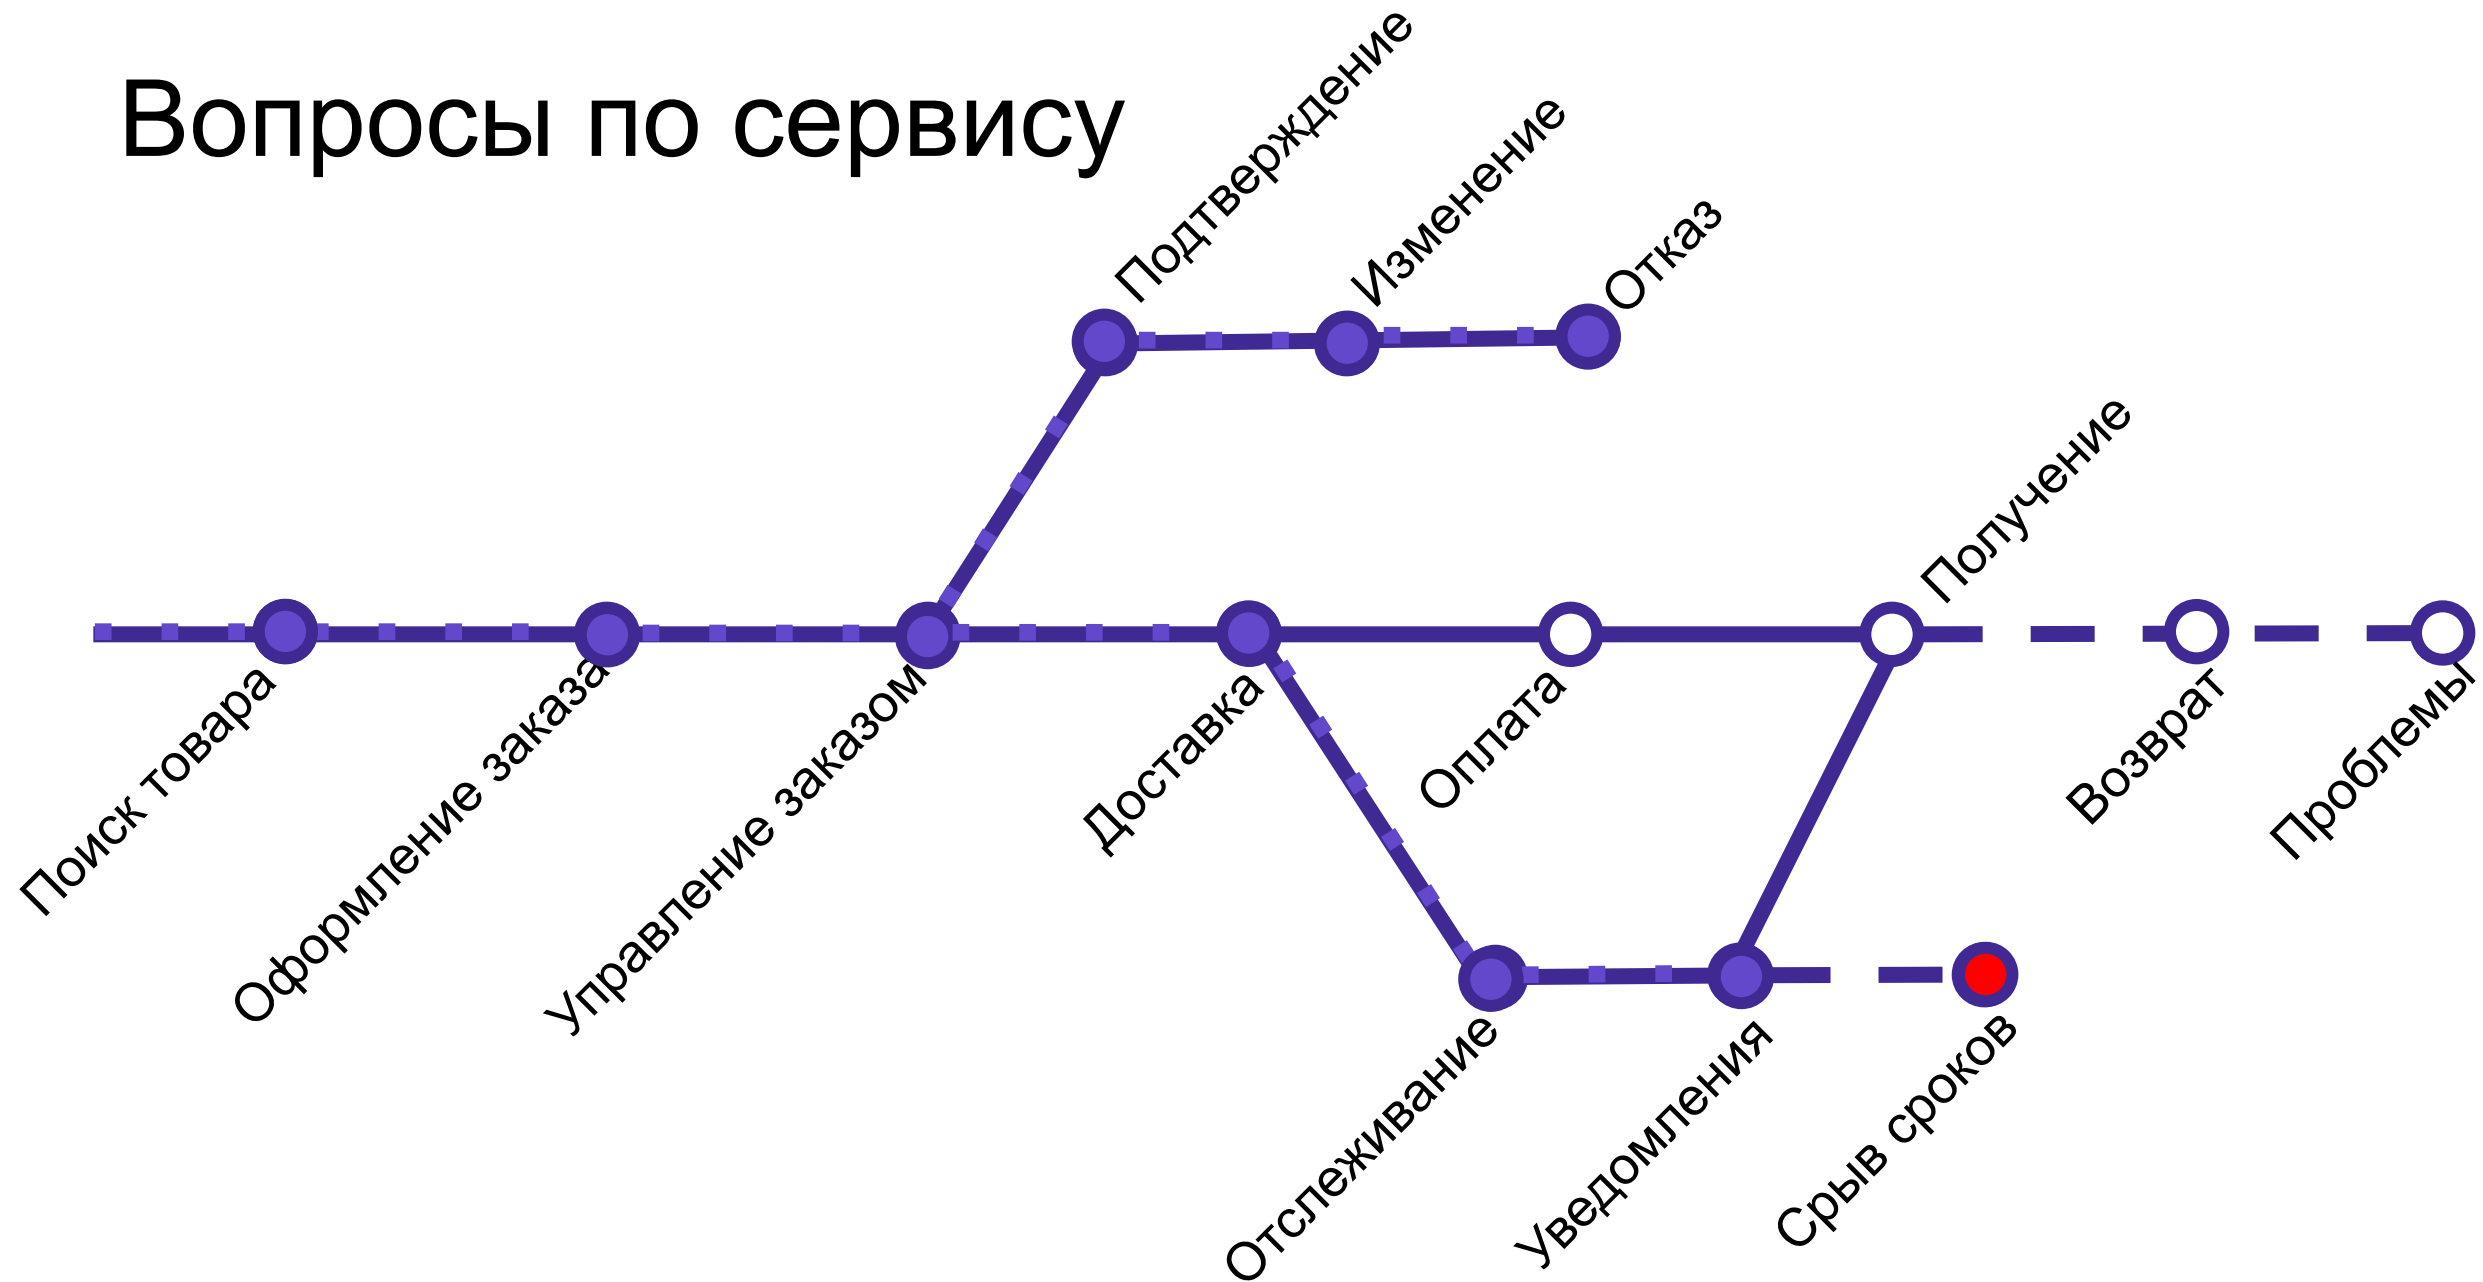 Вопросы по сервису
Подтверждение
Изменение
Отказ
Получение
Поиск товара
Оформление заказа
Управление заказом
Доставка
Оплата
Возврат
Проблемы
Отслеживание
Уведомления
Срыв сроков